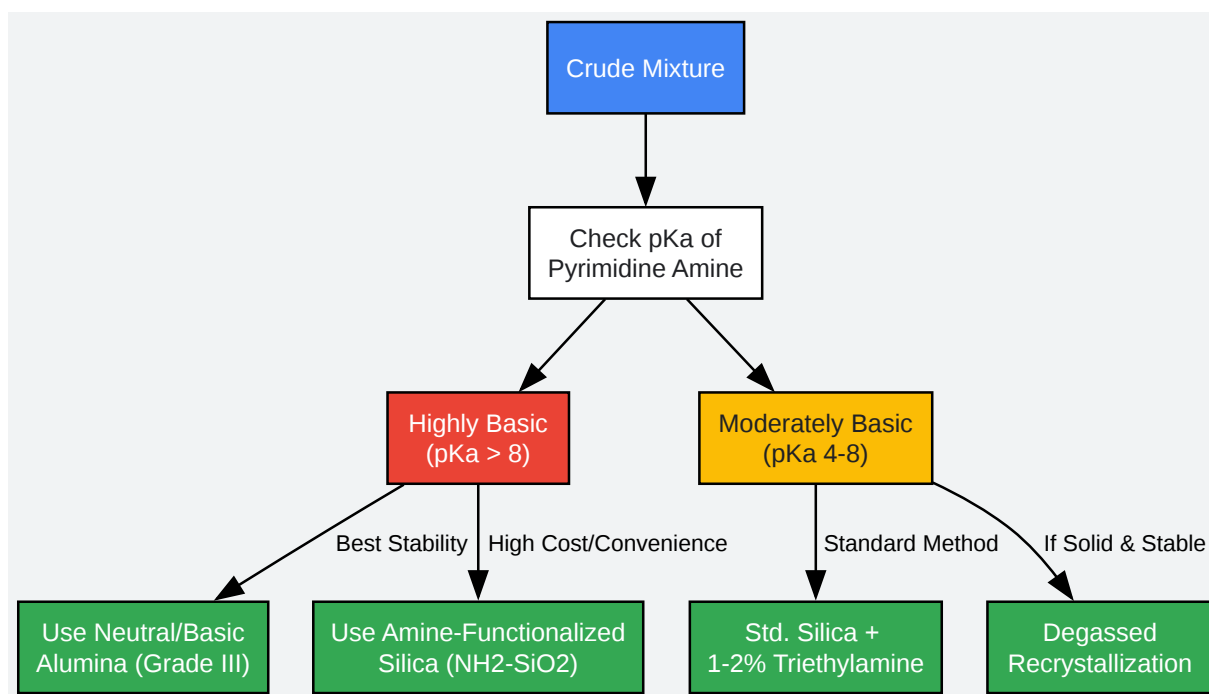 Crude Mixture
Check pKa of
Pyrimidine Amine
Highly Basic
(pKa > 8)
Moderately Basic
(pKa 4-8)
Best Stability
High Cost/Convenience
Standard Method
If Solid & Stable
Use Neutral/Basic
Alumina (Grade III)
Use Amine-Functionalized
Silica (NH2-SiO2)
Std. Silica +
1-2% Triethylamine
Degassed
Recrystallization